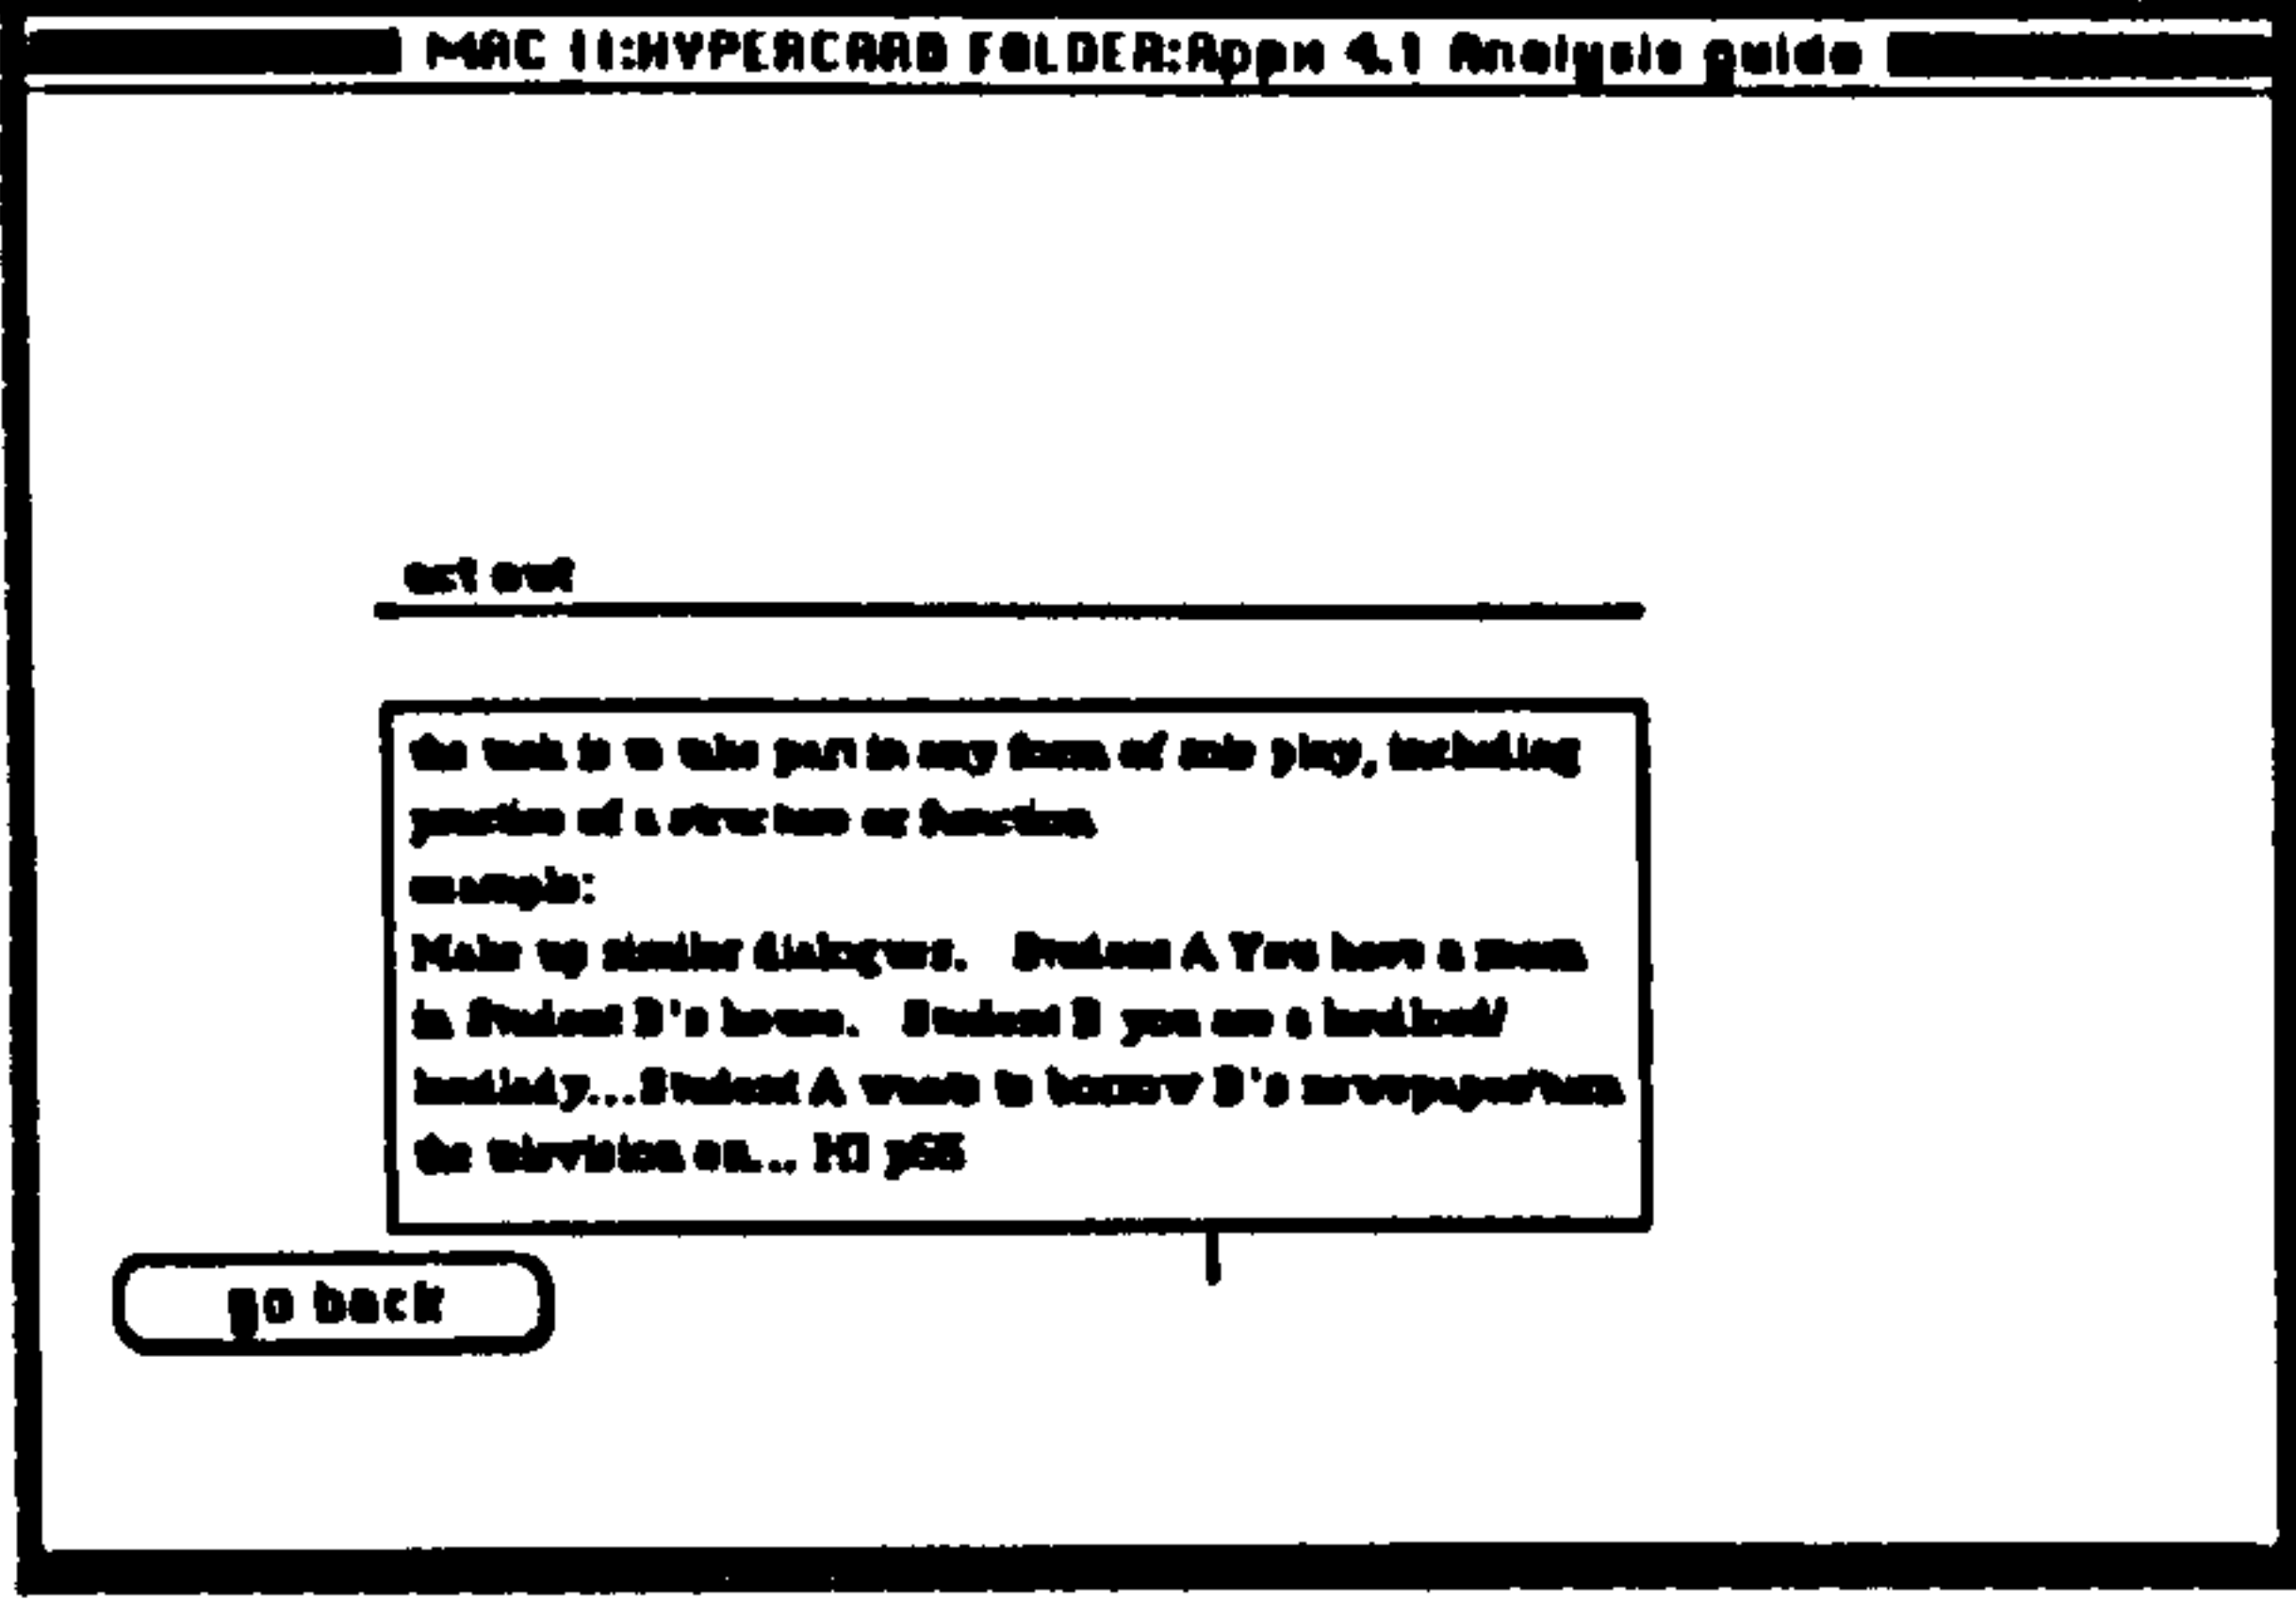 MAC II:HYPERCARD FOLDER:Appn 4.1 Analysis guide
act out
the task is to take part in any form of role play, including
practice of a structure or function
example:
Make up similar dialogues. Student A You have a room
in Student B's house. Student B you are a landlord/
landlady...Student A wants to borrow B's newspaper/turn
the television on...
go back